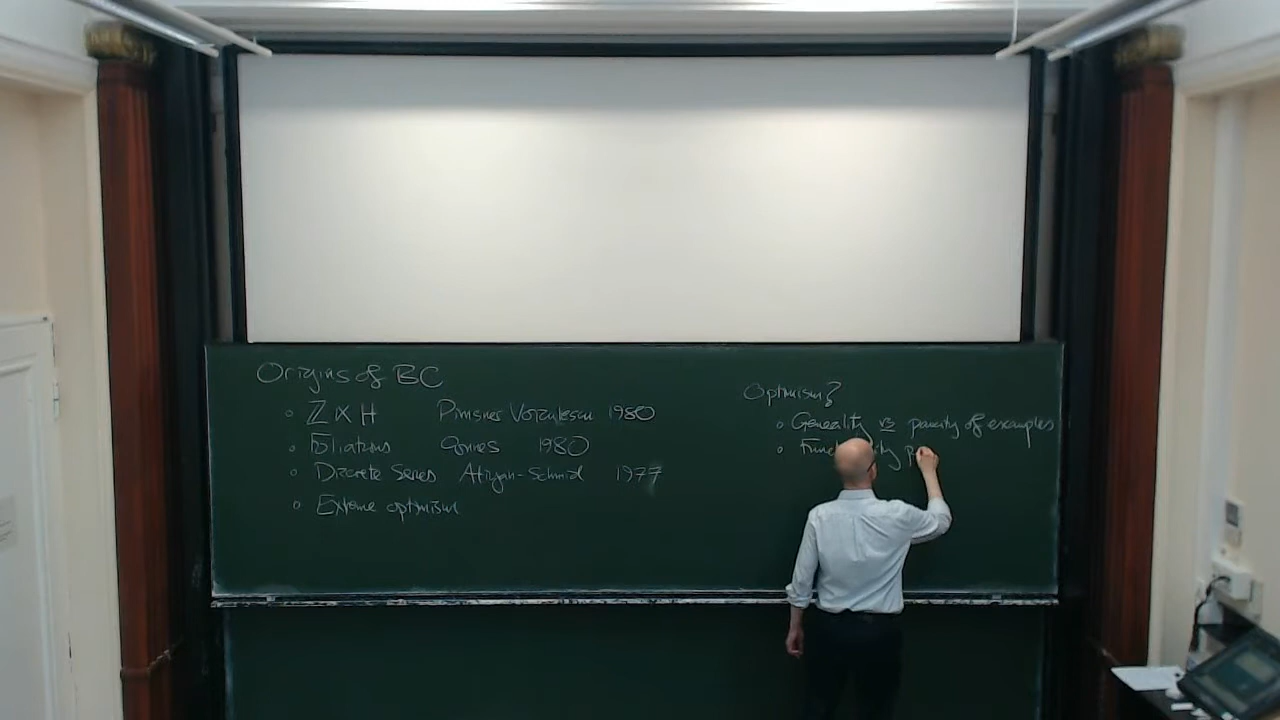 Origins of BC
◦ ℤ ⋊ H Pimsner Voiculescu 1980
◦ Foliations Connes 1980
◦ Discrete Series Atiyah-Schmid 1977
◦ Extreme optimism
Optimism?
◦ Generality vs paucity of examples
◦